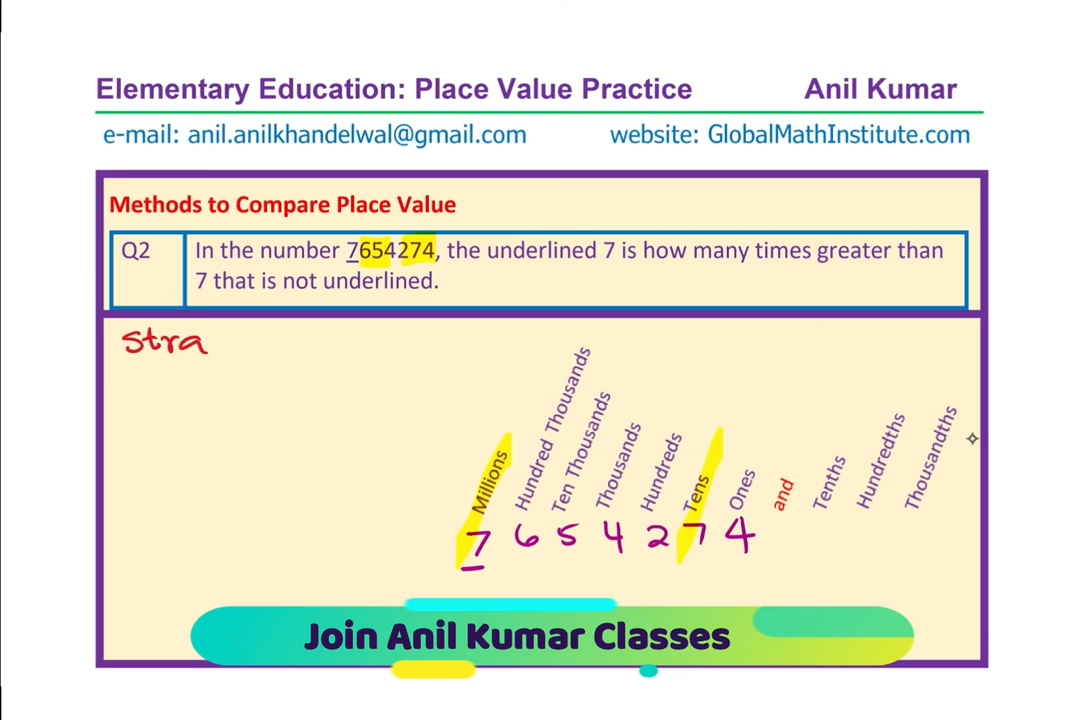 Elementary Education: Place Value Practice Anil Kumar
e-mail: anil.anilkhandelwal@gmail.com website: GlobalMathInstitute.com
Methods to Compare Place Value
Q2 In the number 7654274, the underlined 7 is how many times greater than
7 that is not underlined.
stra
Millions Hundred Thousands Ten Thousands Thousands Hundreds Tens Ones and Tenths Hundredths Thousandths
7 6 5 4 2 7 4
Join Anil Kumar Classes